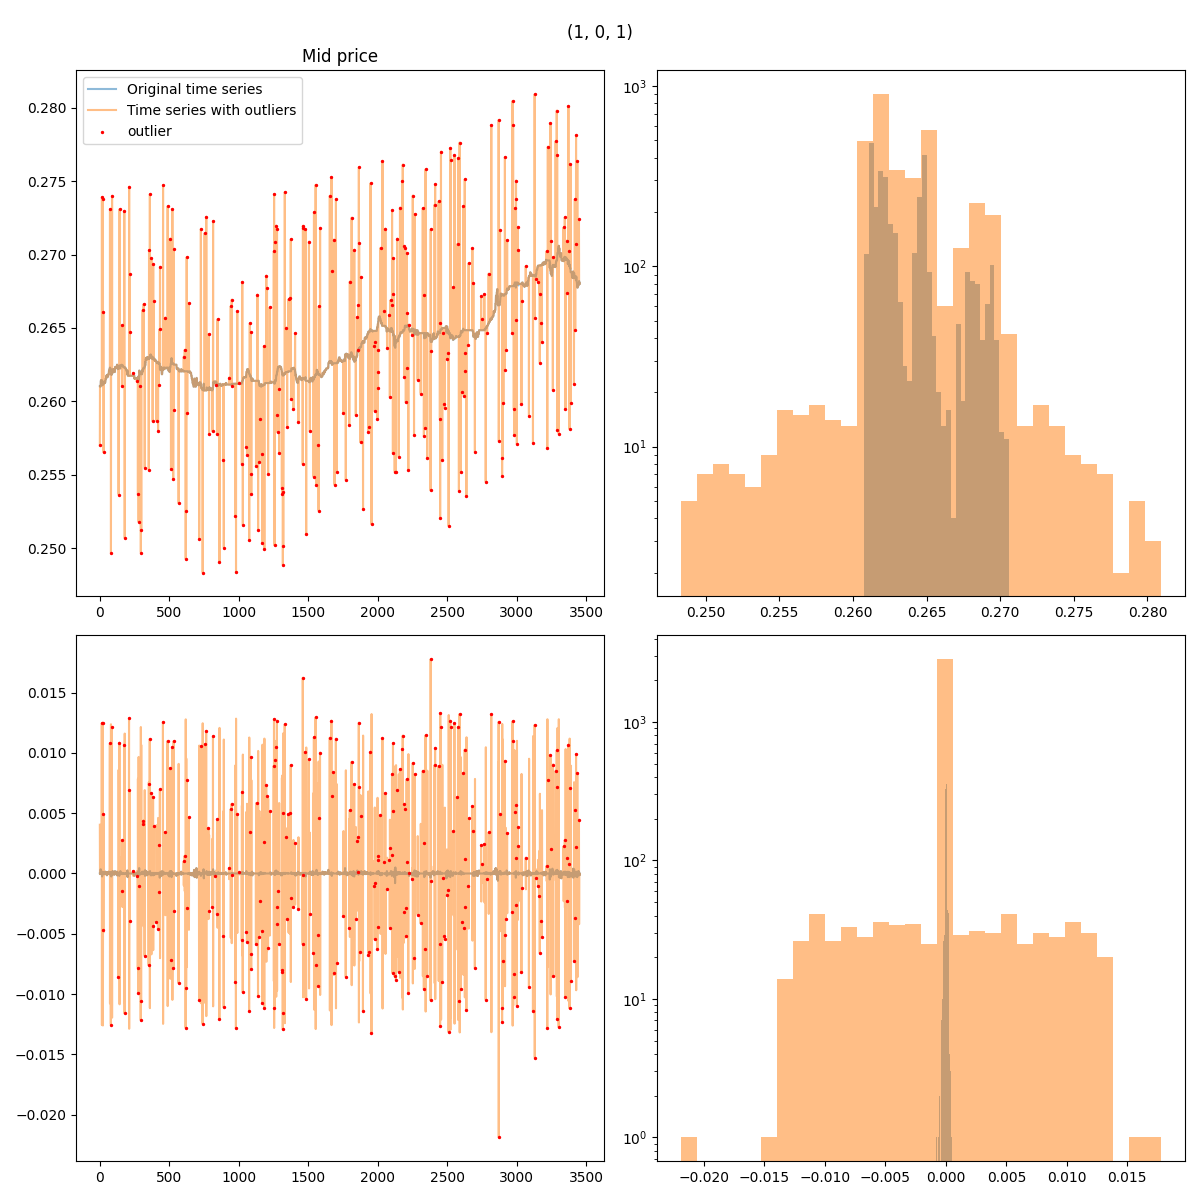 (1, 0, 1)
Mid price
Original time series
Time series with outliers
outlier
0.280
0.275
0.270
0.265
0.260
0.255
0.250
0 500 1000 1500 2000 2500 3000 3500
10³
10²
10¹
0.250 0.255 0.260 0.265 0.270 0.275 0.280
0.015
0.010
0.005
0.000
−0.005
−0.010
−0.015
−0.020
0 500 1000 1500 2000 2500 3000 3500
10³
10²
10¹
10⁰
−0.020 −0.015 −0.010 −0.005 0.000 0.005 0.010 0.015